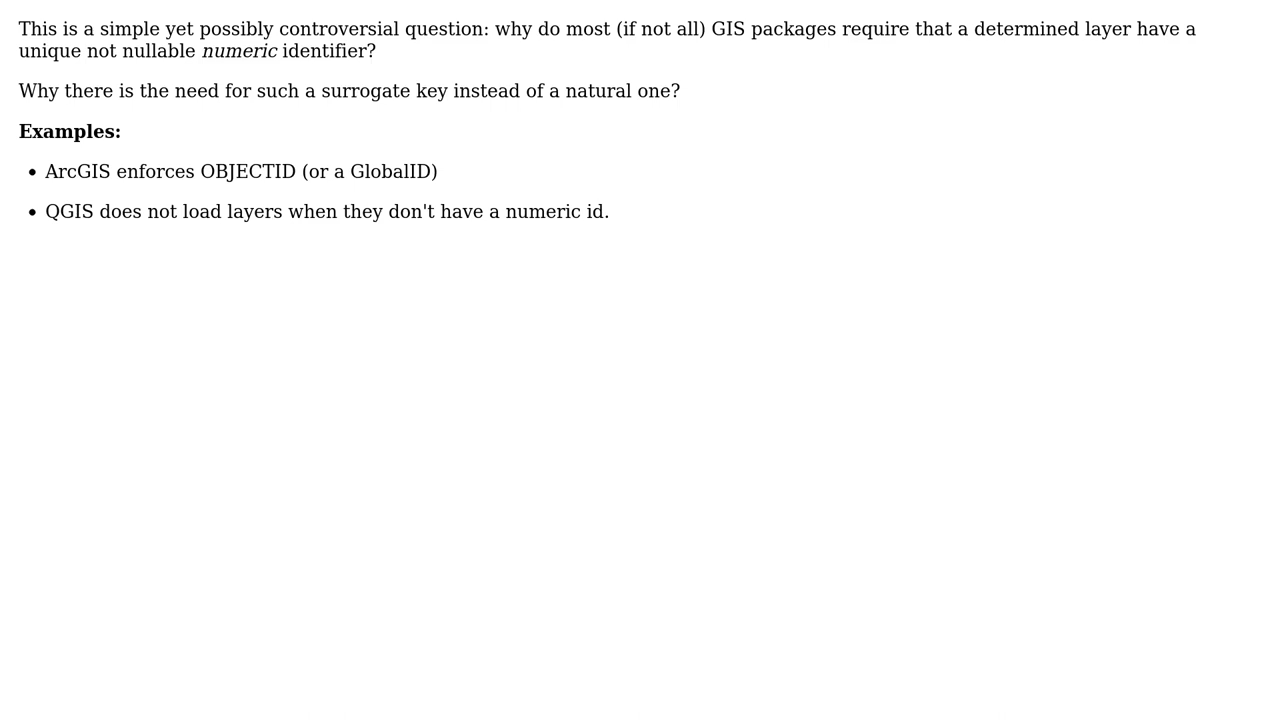 This is a simple yet possibly controversial question: why do most (if not all) GIS packages require that a determined layer have a
unique not nullable numeric identifier?
Why there is the need for such a surrogate key instead of a natural one?
Examples:
• ArcGIS enforces OBJECTID (or a GlobalID)
• QGIS does not load layers when they don't have a numeric id.